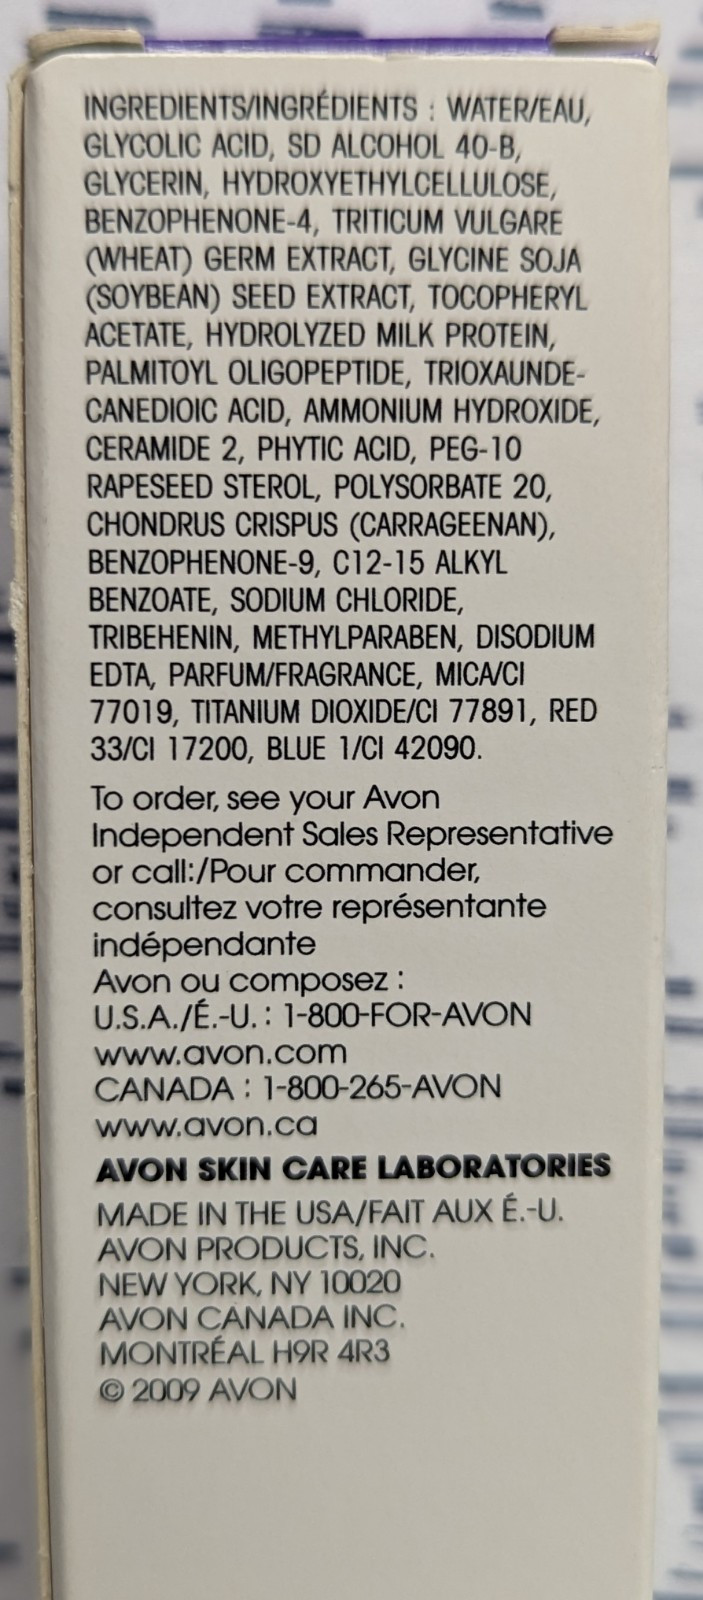 INGREDIENTS/INGRÉDIENTS : WATER/EAU,
GLYCOLIC ACID, SD ALCOHOL 40-B,
GLYCERIN, HYDROXYETHYLCELLULOSE,
BENZOPHENONE-4, TRITICUM VULGARE
(WHEAT) GERM EXTRACT, GLYCINE SOJA
(SOYBEAN) SEED EXTRACT, TOCOPHERYL
ACETATE, HYDROLYZED MILK PROTEIN,
PALMITOYL OLIGOPEPTIDE, TRIOXAUNDE-
CANEDIOIC ACID, AMMONIUM HYDROXIDE,
CERAMIDE 2, PHYTIC ACID, PEG-10
RAPESEED STEROL, POLYSORBATE 20,
CHONDRUS CRISPUS (CARRAGEENAN),
BENZOPHENONE-9, C12-15 ALKYL
BENZOATE, SODIUM CHLORIDE,
TRIBEHENIN, METHYLPARABEN, DISODIUM
EDTA, PARFUM/FRAGRANCE, MICA/CI
77019, TITANIUM DIOXIDE/CI 77891, RED
33/CI 17200, BLUE 1/CI 42090.
To order, see your Avon
Independent Sales Representative
or call:/Pour commander,
consultez votre représentante
indépendante
Avon ou composez :
U.S.A./É.-U. : 1-800-FOR-AVON
www.avon.com
CANADA : 1-800-265-AVON
www.avon.ca
AVON SKIN CARE LABORATORIES
MADE IN THE USA/FAIT AUX É.-U.
AVON PRODUCTS, INC.
NEW YORK, NY 10020
AVON CANADA INC.
MONTRÉAL H9R 4R3
© 2009 AVON